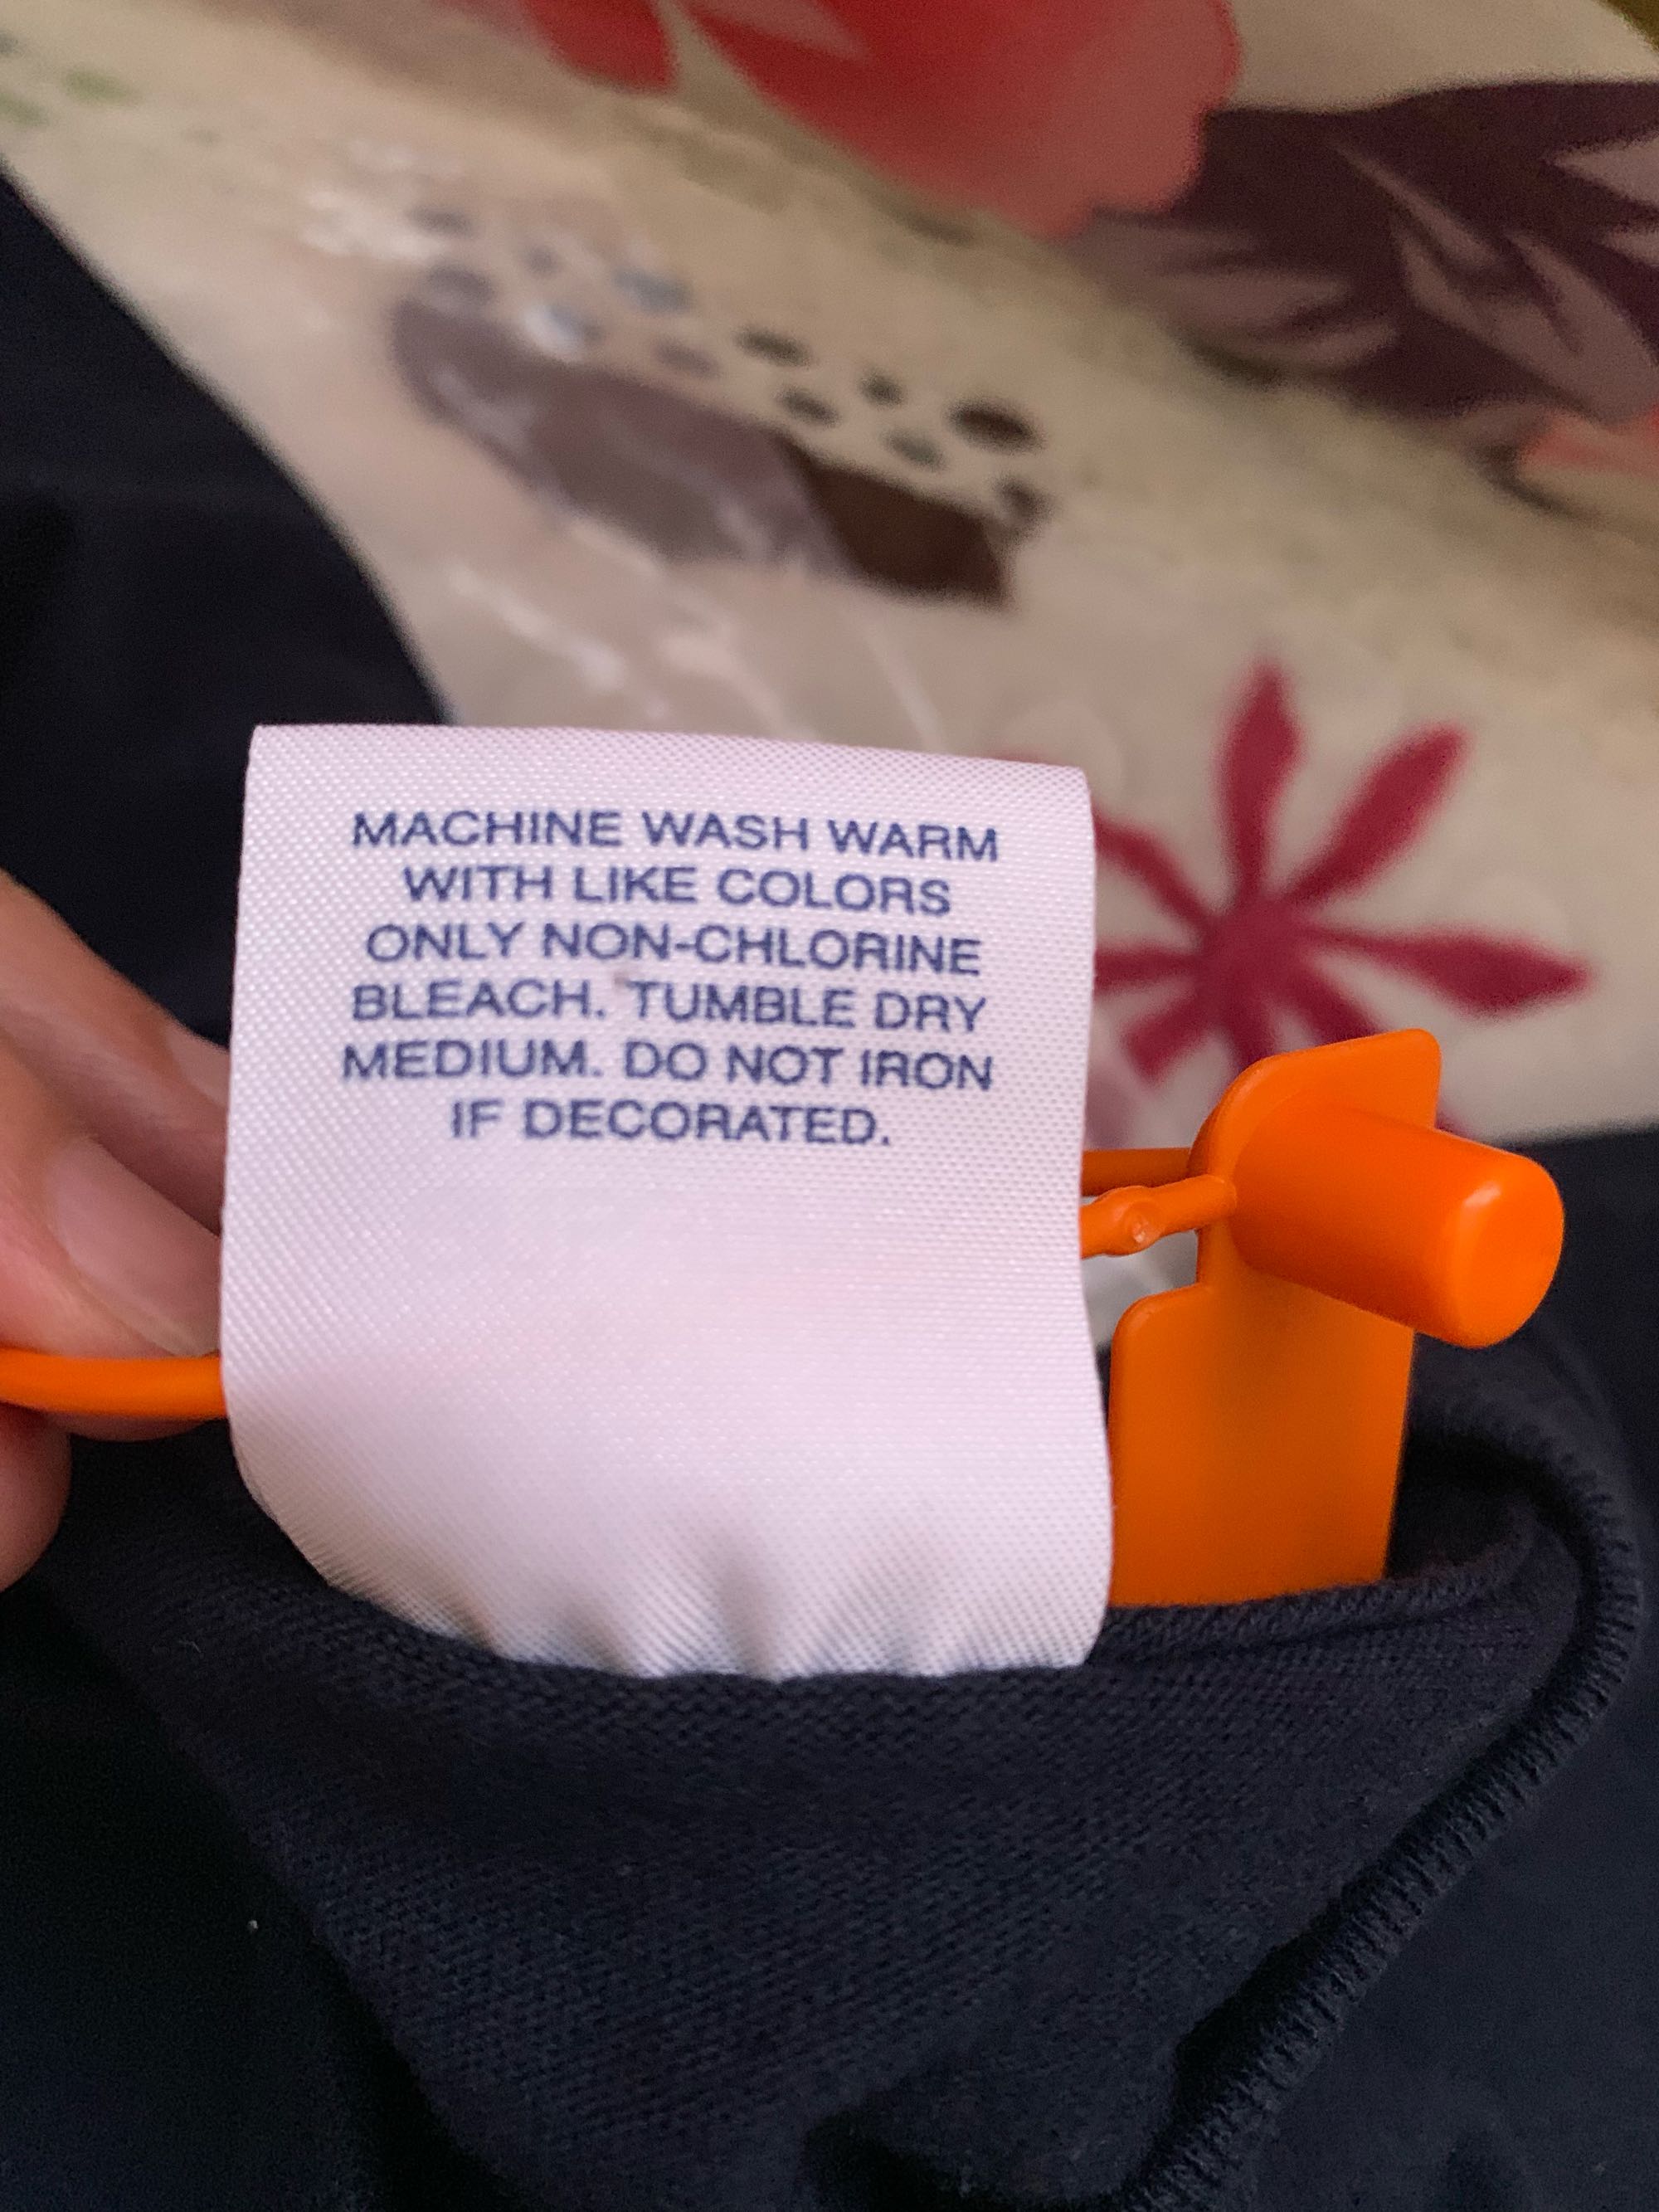 MACHINE WASH WARM
WITH LIKE COLORS
ONLY NON-CHLORINE
BLEACH. TUMBLE DRY
MEDIUM. DO NOT IRON
IF DECORATED.